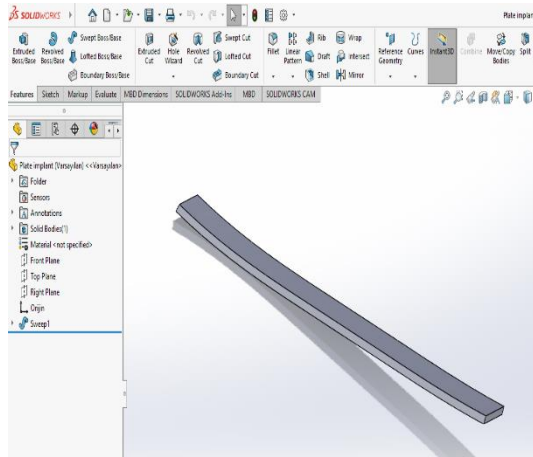 SOLIDWORKS
Plate implant
Extruded Boss/Base
Revolved Boss/Base
Swept Boss/Base
Lofted Boss/Base
Boundary Boss/Base
Extruded Cut
Hole Wizard
Revolved Cut
Swept Cut
Lofted Cut
Boundary Cut
Fillet
Linear Pattern
Rib
Draft
Shell
Wrap
Intersect
Mirror
Reference Geometry
Curves
Instant3D
Combine
Move/Copy Bodies
Split
Features Sketch Markup Evaluate MBD Dimensions SOLIDWORKS Add-Ins MBD SOLIDWORKS CAM
Plate implant (Varsayılan) <<Varsayılan>
Folder
Sensors
Annotations
Solid Bodies(1)
Material <not specified>
Front Plane
Top Plane
Right Plane
Orijin
Sweep1